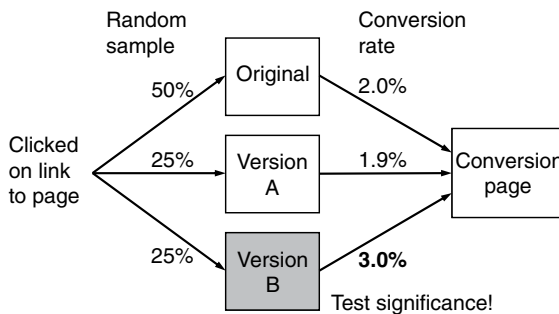 Random
sample
Conversion
rate
50%
Original
2.0%
Clicked
on link
to page
25%
Version
A
1.9%
Conversion
page
25%
Version
B
3.0%
Test significance!